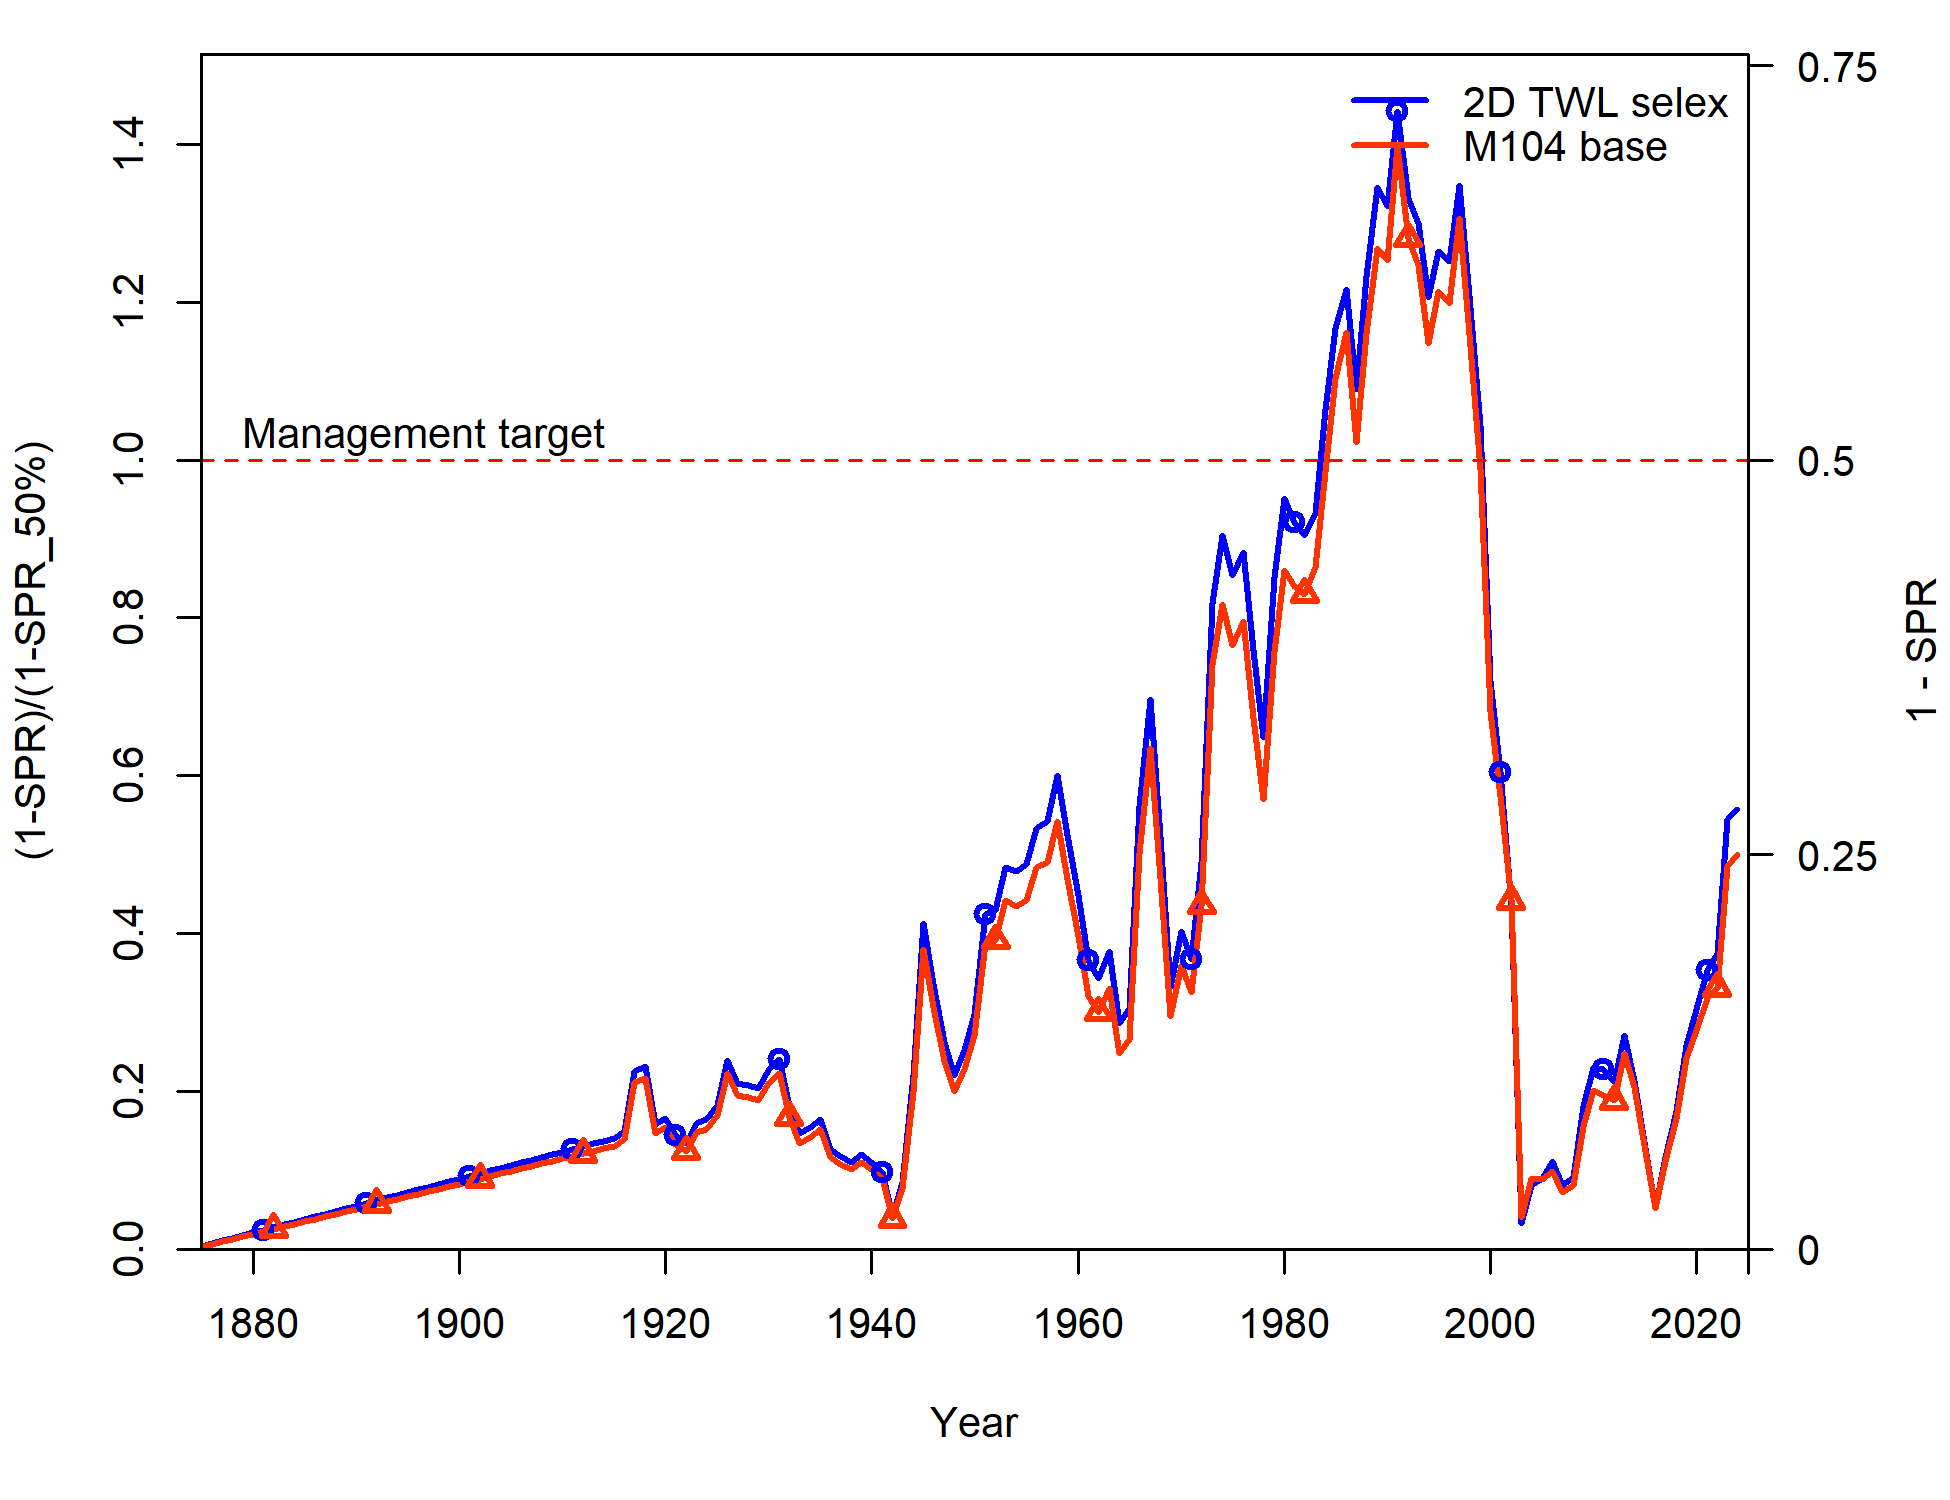 2D TWL selex
M104 base
Management target
(1-SPR)/(1-SPR_50%)
1.4
1.2
1.0
0.8
0.6
0.4
0.2
0.0
0.75
0.5
0.25
0
1 - SPR
1880 1900 1920 1940 1960 1980 2000 2020
Year